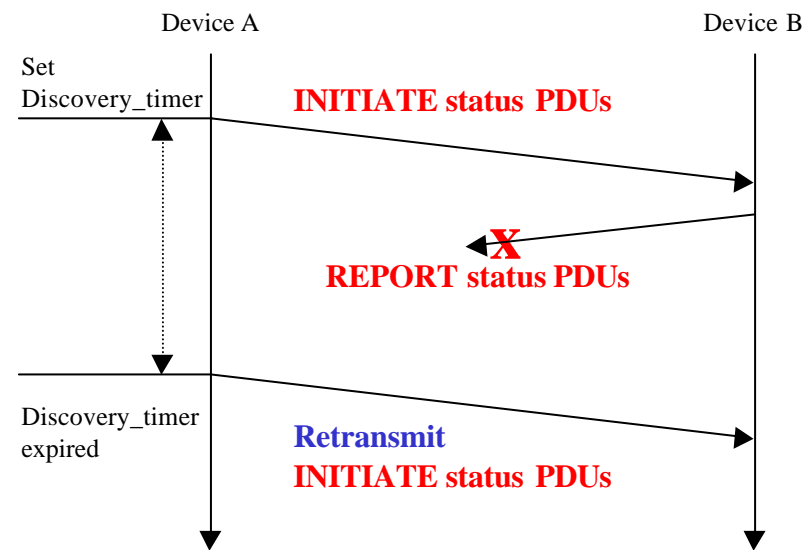 Device A
Device B
Set
Discovery_timer
INITIATE status PDUs
X
REPORT status PDUs
Discovery_timer
expired
Retransmit
INITIATE status PDUs